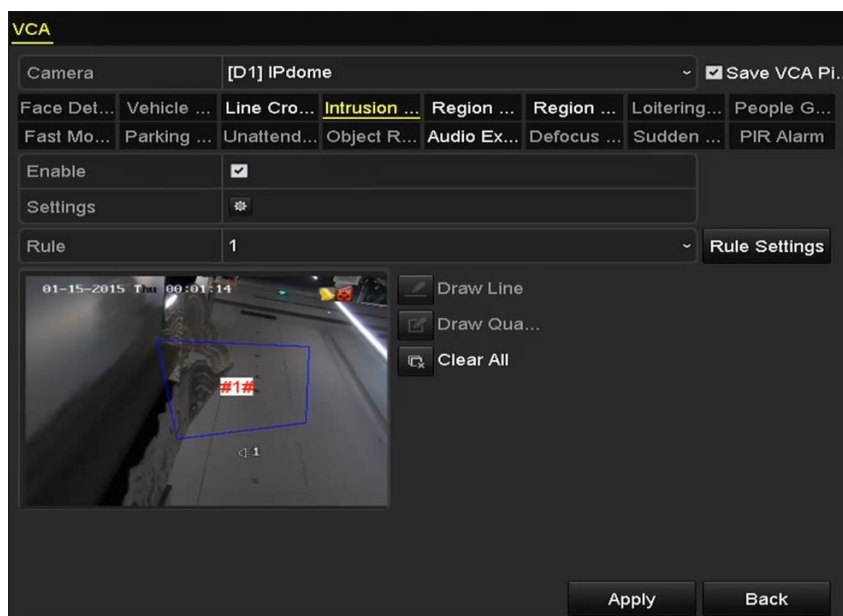 VCA
Camera [D1] IPdome Save VCA Pi..
Face Det... Vehicle ... Line Cro... Intrusion ... Region ... Region ... Loitering... People G...
Fast Mo... Parking ... Unattend... Object R... Audio Ex... Defocus ... Sudden ... PIR Alarm
Enable
Settings
Rule 1 Rule Settings
01-15-2015 Thu 00:01:14
Draw Line
Draw Qua...
Clear All
#1#
1
Apply Back